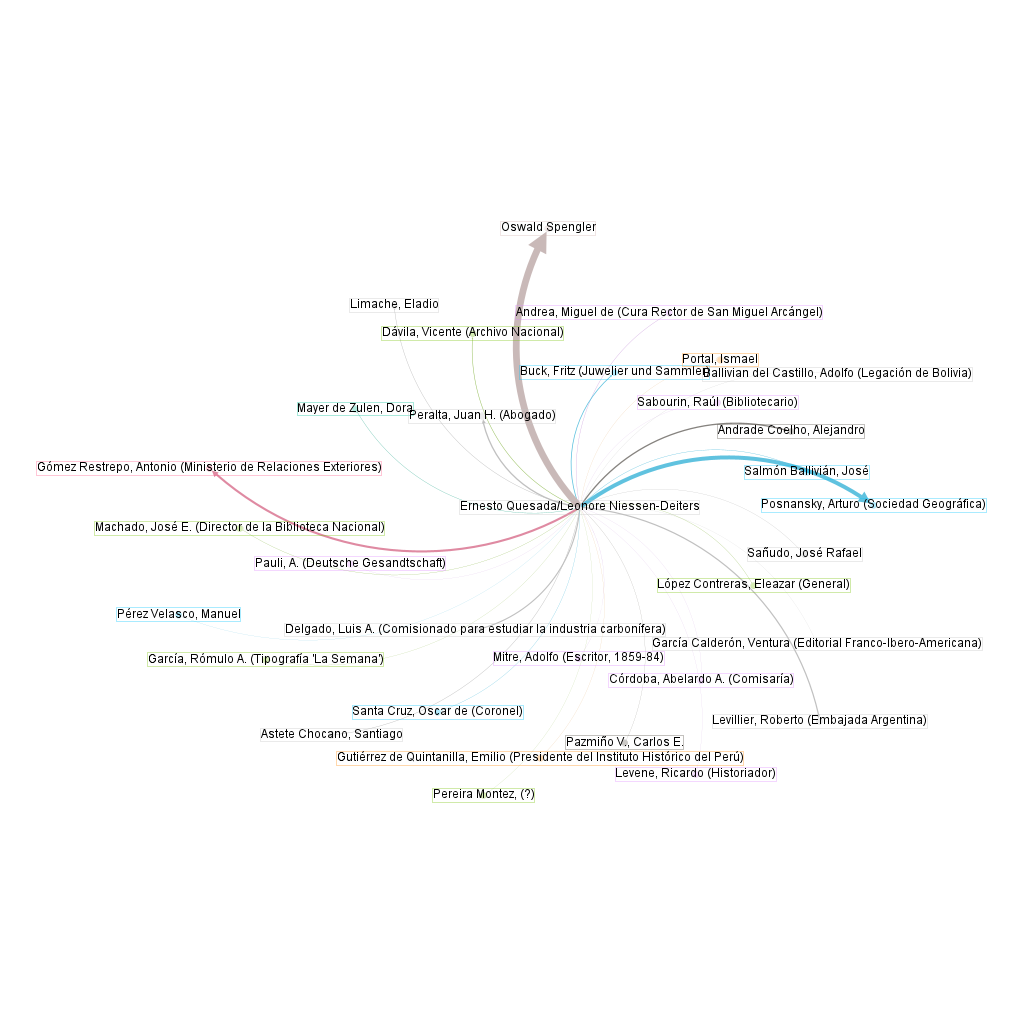 Oswald Spengler
Limache, Eladio
Andrea, Miguel de (Cura Rector de San Miguel Arcángel)
Dávila, Vicente (Archivo Nacional)
Portal, Ismael
Buck, Fritz (Juwelier und Sammler)
Ballivian del Castillo, Adolfo (Legación de Bolivia)
Sabourin, Raúl (Bibliotecario)
Mayer de Zulen, Dora
Peralta, Juan H. (Abogado)
Andrade Coelho, Alejandro
Gómez Restrepo, Antonio (Ministerio de Relaciones Exteriores)
Salmón Ballivián, José
Ernesto Quesada/Leonore Niessen-Deiters
Posnansky, Arturo (Sociedad Geográfica)
Machado, José E. (Director de la Biblioteca Nacional)
Sañudo, José Rafael
Pauli, A. (Deutsche Gesandtschaft)
López Contreras, Eleazar (General)
Pérez Velasco, Manuel
Delgado, Luis A. (Comisionado para estudiar la industria carbonífera)
García Calderón, Ventura (Editorial Franco-Ibero-Americana)
García, Rómulo A. (Tipografía 'La Semana')
Mitre, Adolfo (Escritor, 1859-84)
Córdoba, Abelardo A. (Comisaría)
Santa Cruz, Oscar de (Coronel)
Levillier, Roberto (Embajada Argentina)
Astete Chocano, Santiago
Pazmiño V., Carlos E.
Gutiérrez de Quintanilla, Emilio (Presidente del Instituto Histórico del Perú)
Levene, Ricardo (Historiador)
Pereira Montez, (?)